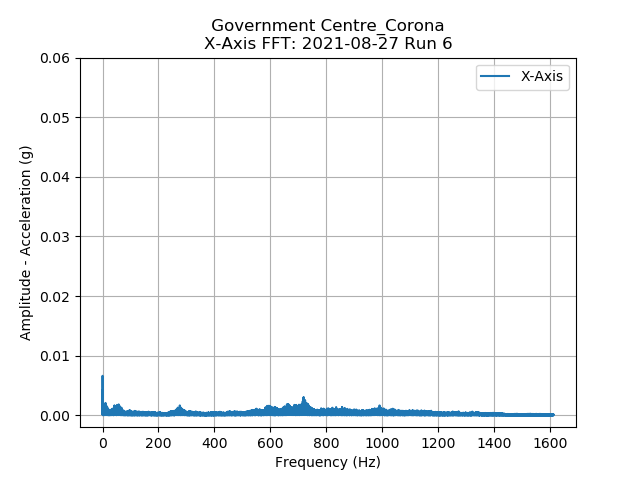 Government Centre_Corona
X-Axis FFT: 2021-08-27 Run 6
X-Axis
0.06
0.05
0.04
0.03
0.02
0.01
0.00
Amplitude - Acceleration (g)
0 200 400 600 800 1000 1200 1400 1600
Frequency (Hz)